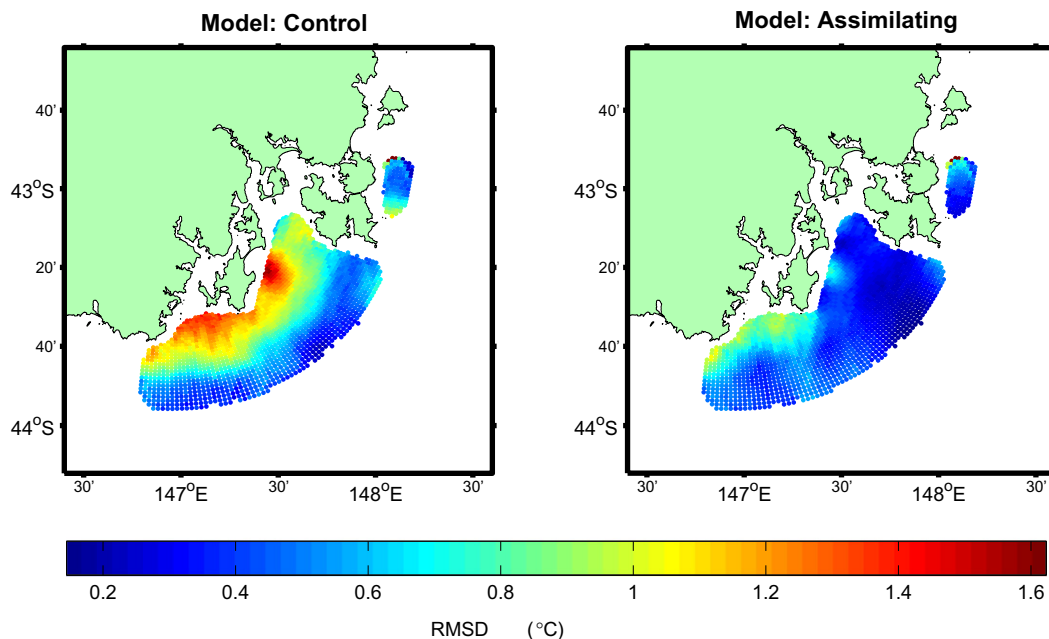 Model: Control
Model: Assimilating
40'
43°S
20'
40'
44°S
30'
147°E
30'
148°E
30'
40'
43°S
20'
40'
44°S
30'
147°E
30'
148°E
30'
0.2 0.4 0.6 0.8 1 1.2 1.4 1.6
RMSD (°C)